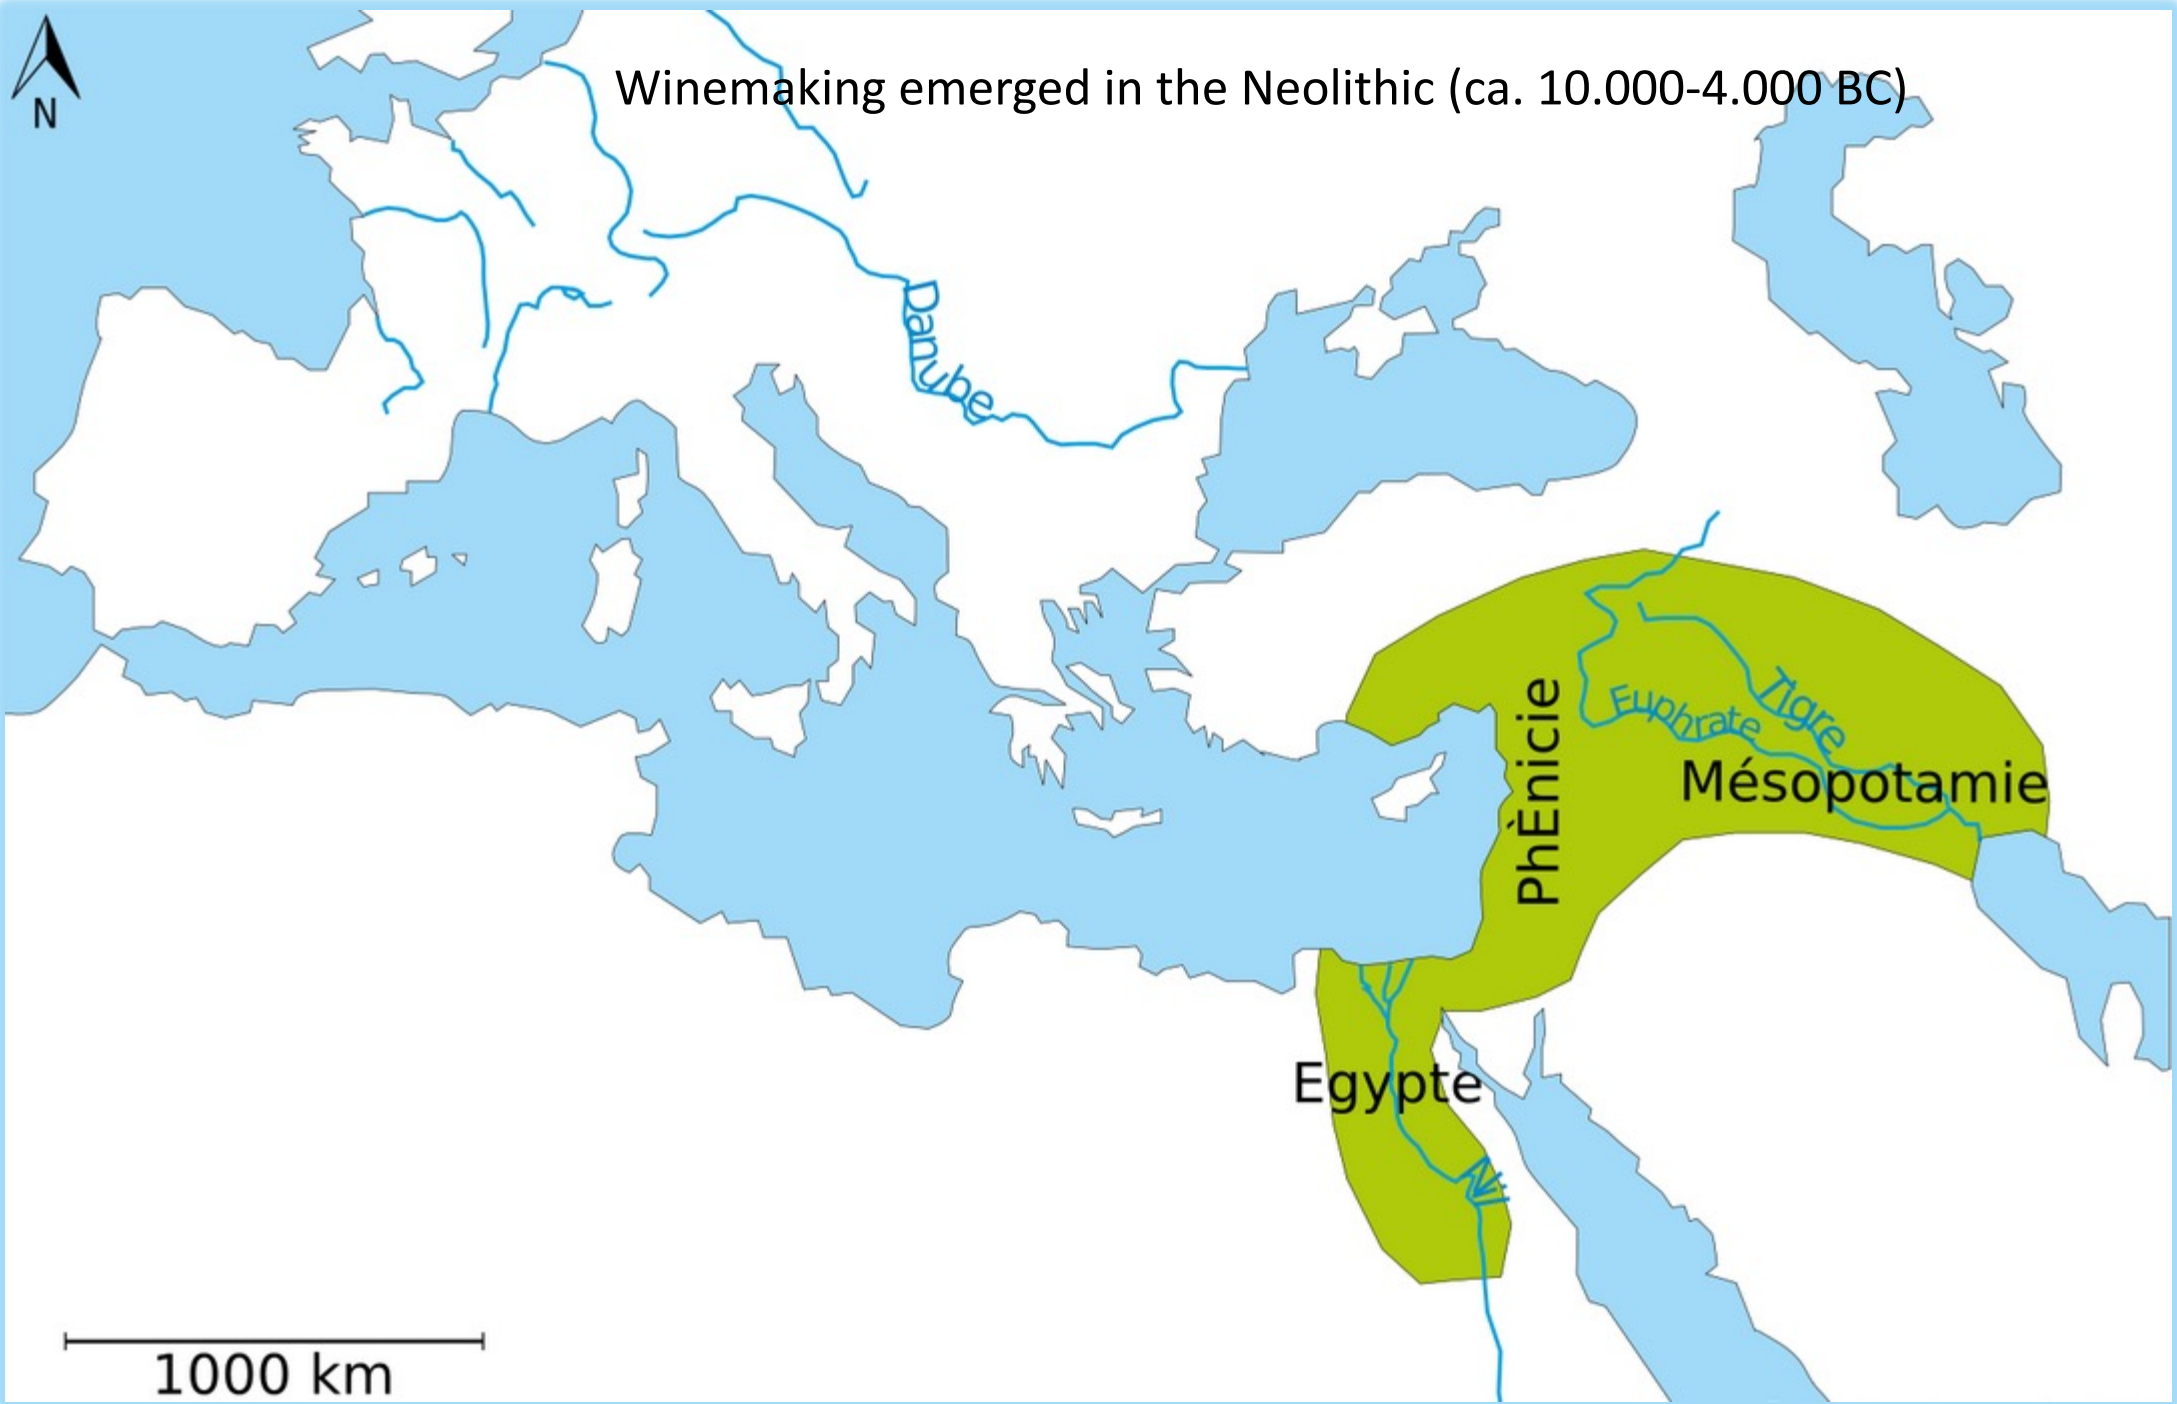 Winemaking emerged in the Neolithic (ca. 10.000-4.000 BC)
N
Danube
PhÈnicie
Euphrate
Tigre
Mésopotamie
Egypte
Nil
1000 km